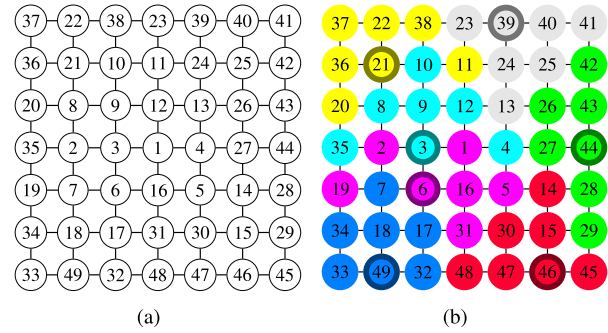 37 22 38 23 39 40 41 37 22 38 23 39 40 41
36 21 10 11 24 25 42 36 21 10 11 24 25 42
20 8 9 12 13 26 43 20 8 9 12 13 26 43
35 2 3 1 4 27 44 35 2 3 1 4 27 44
19 7 6 16 5 14 28 19 7 6 16 5 14 28
34 18 17 31 30 15 29 34 18 17 31 30 15 29
33 49 32 48 47 46 45 33 49 32 48 47 46 45
(a) (b)